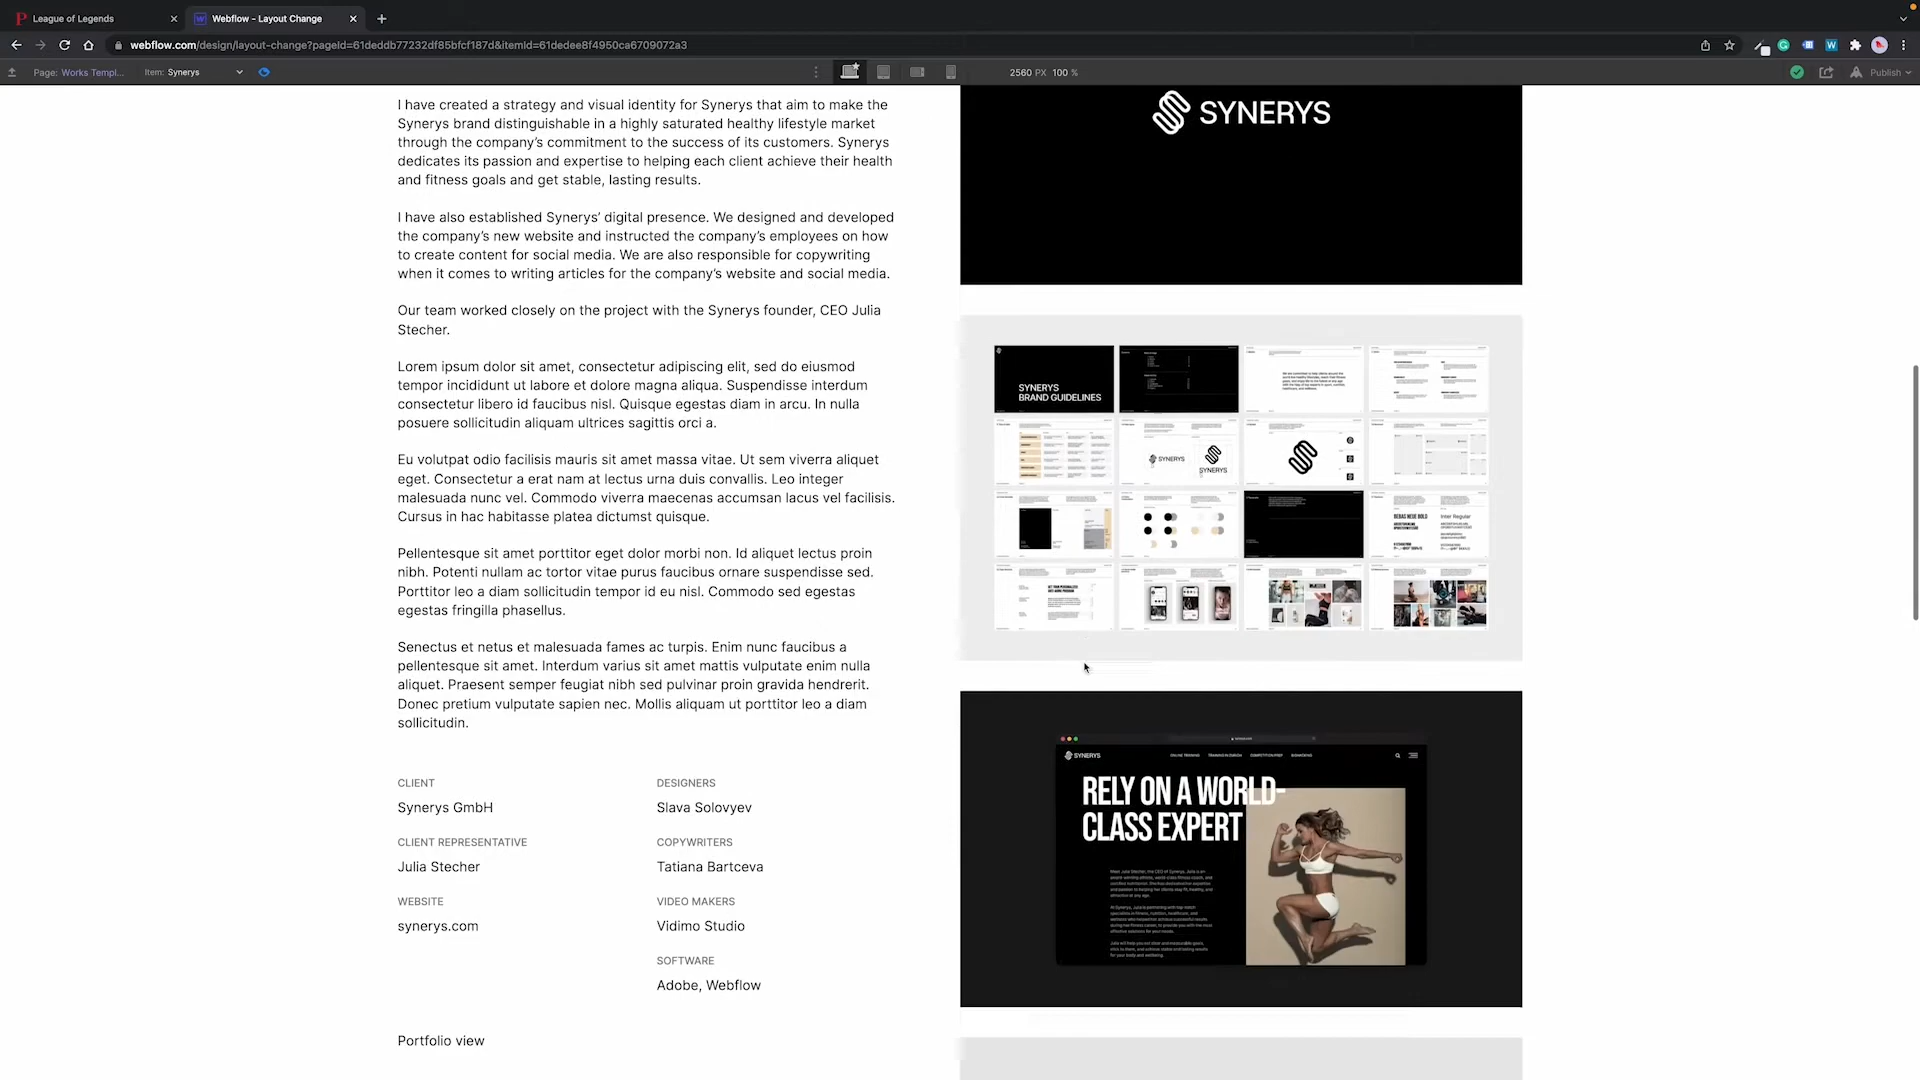 League of Legends
Webflow - Layout Change
webflow.com/design/layout-change?pageId=61deddb77232df85bfcf187d&itemId=61dedee8f4950ca6709072a3
Page: Works Templ...
Item: Synerys
2560 PX 100 %
Publish
I have created a strategy and visual identity for Synerys that aim to make the
Synerys brand distinguishable in a highly saturated healthy lifestyle market
through the company’s commitment to the success of its customers. Synerys
dedicates its passion and expertise to helping each client achieve their health
and fitness goals and get stable, lasting results.
I have also established Synerys’ digital presence. We designed and developed
the company’s new website and instructed the company’s employees on how
to create content for social media. We are also responsible for copywriting
when it comes to writing articles for the company’s website and social media.
Our team worked closely on the project with the Synerys founder, CEO Julia
Stecher.
Lorem ipsum dolor sit amet, consectetur adipiscing elit, sed do eiusmod
tempor incididunt ut labore et dolore magna aliqua. Suspendisse interdum
consectetur libero id faucibus nisl. Quisque egestas diam in arcu. In nulla
posuere sollicitudin aliquam ultrices sagittis orci a.
Eu volutpat odio facilisis mauris sit amet massa vitae. Ut sem viverra aliquet
eget. Consectetur a erat nam at lectus urna duis convallis. Leo integer
malesuada nunc vel. Commodo viverra maecenas accumsan lacus vel facilisis.
Cursus in hac habitasse platea dictumst quisque.
Pellentesque sit amet porttitor eget dolor morbi non. Id aliquet lectus proin
nibh. Potenti nullam ac tortor vitae purus faucibus ornare suspendisse sed.
Porttitor leo a diam sollicitudin tempor id eu nisl. Commodo sed egestas
egestas fringilla phasellus.
Senectus et netus et malesuada fames ac turpis. Enim nunc faucibus a
pellentesque sit amet. Interdum varius sit amet mattis vulputate enim nulla
aliquet. Praesent semper feugiat nibh sed pulvinar proin gravida hendrerit.
Donec pretium vulputate sapien nec. Mollis aliquam ut porttitor leo a diam
sollicitudin.
CLIENT
Synerys GmbH
CLIENT REPRESENTATIVE
Julia Stecher
WEBSITE
synerys.com
DESIGNERS
Slava Solovyev
COPYWRITERS
Tatiana Bartceva
VIDEO MAKERS
Vidimo Studio
SOFTWARE
Adobe, Webflow
Portfolio view
SYNERYS
SYNERYS
BRAND GUIDELINES
SYNERYS
SYNERYS
BEBAS NEUE BOLD
Inter Regular
SYNERYS
ONLINE TRAINING
COMPETITION PREP
RELY ON A WORLD-
CLASS EXPERT